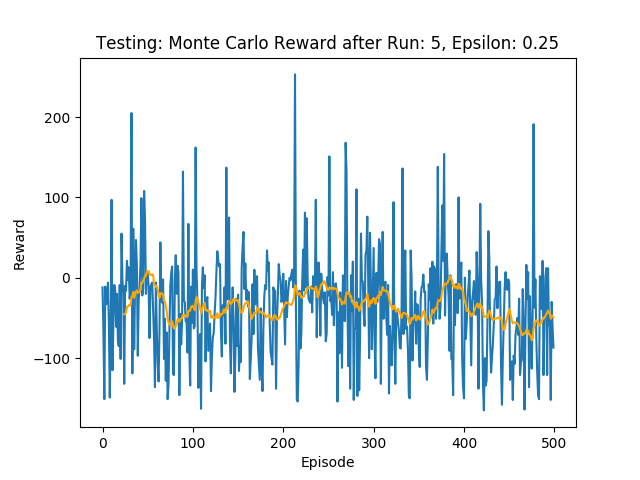 Testing: Monte Carlo Reward after Run: 5, Epsilon: 0.25
200
100
0
−100
Reward
0 100 200 300 400 500
Episode